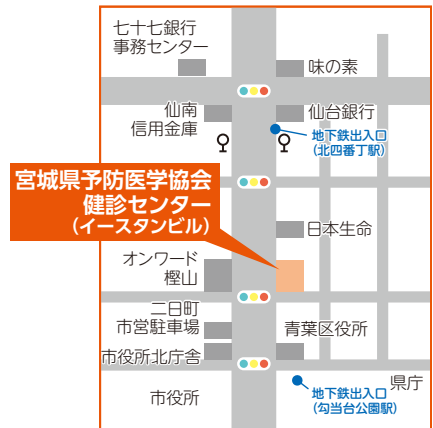 七十七銀行
事務センター
味の素
仙南
信用金庫
仙台銀行
地下鉄出入口
(北四番丁駅)
宮城県予防医学協会
健診センター
(イースタンビル)
日本生命
オンワード
樫山
二日町
市営駐車場
青葉区役所
市役所北庁舎
市役所
地下鉄出入口
(勾当台公園駅)
県庁